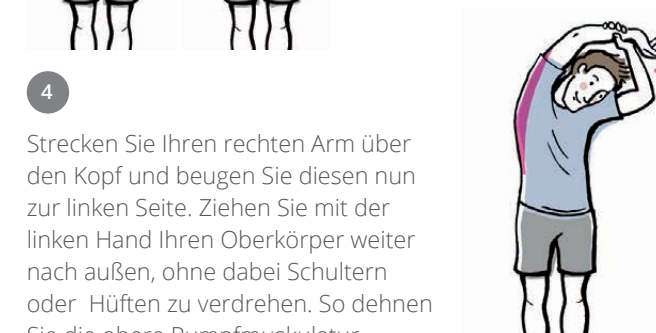 4
Strecken Sie Ihren rechten Arm über
den Kopf und beugen Sie diesen nun
zur linken Seite. Ziehen Sie mit der
linken Hand Ihren Oberkörper weiter
nach außen, ohne dabei Schultern
oder Hüften zu verdrehen. So dehnen
Sie die obere Rumpfmuskulatur